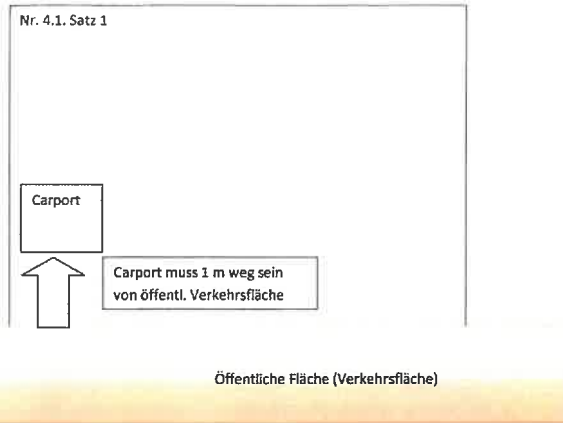 Nr. 4.1. Satz 1
Carport
Carport muss 1 m weg sein
von öffentl. Verkehrsfläche
Öffentliche Fläche (Verkehrsfläche)